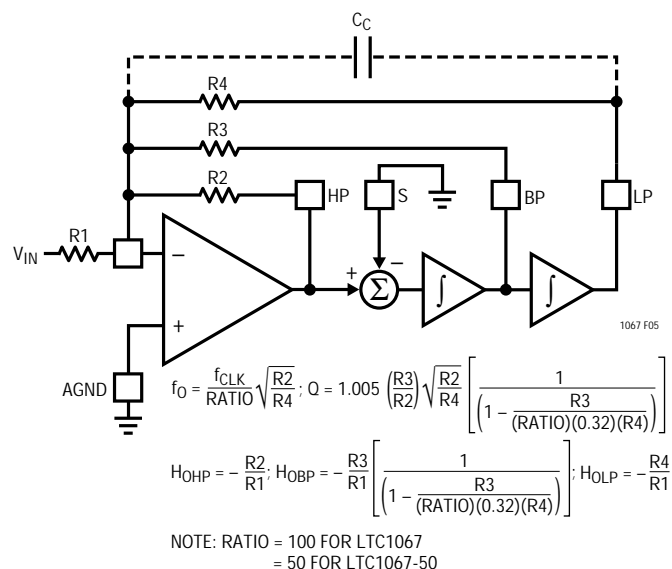 C_C
R4
R3
R2
HP
S
BP
LP
R1
V_IN
−
+
−
+
Σ
∫
∫
AGND
1067 F05
f_O = f_CLK/RATIO √(R2/R4); Q = 1.005 (R3/R2) √(R2/R4) [1/(1 − R3/((RATIO)(0.32)(R4)))]
H_OHP = − R2/R1; H_OBP = − R3/R1 [1/(1 − R3/((RATIO)(0.32)(R4)))]; H_OLP = − R4/R1
NOTE: RATIO = 100 FOR LTC1067
= 50 FOR LTC1067-50